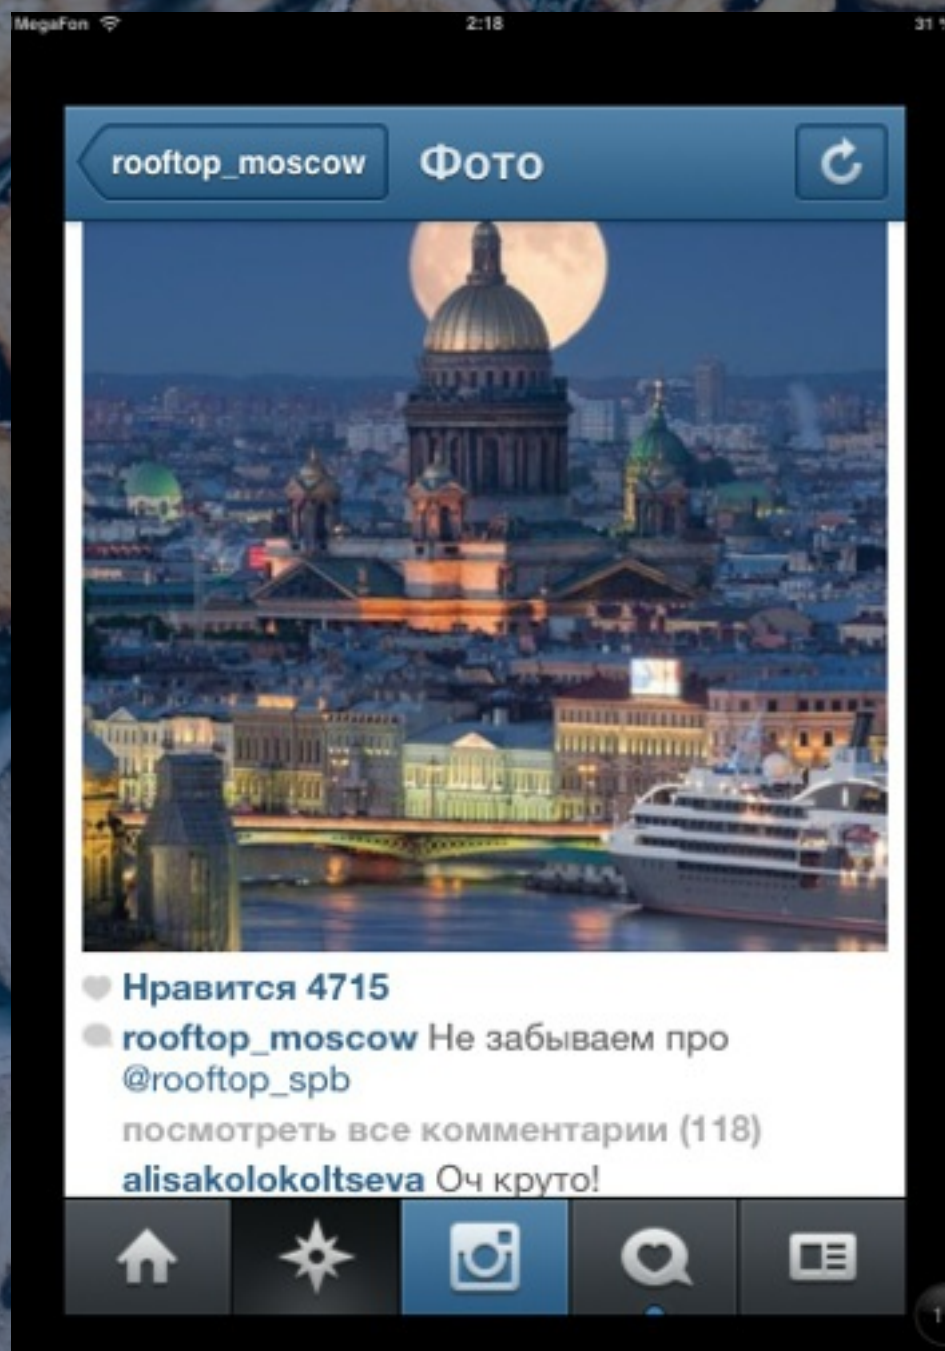 MegaFon 2:18 31
rooftop_moscow Фото
Нравится 4715
rooftop_moscow Не забываем про
@rooftop_spb
посмотреть все комментарии (118)
alisakolokoltseva Оч круто!
1